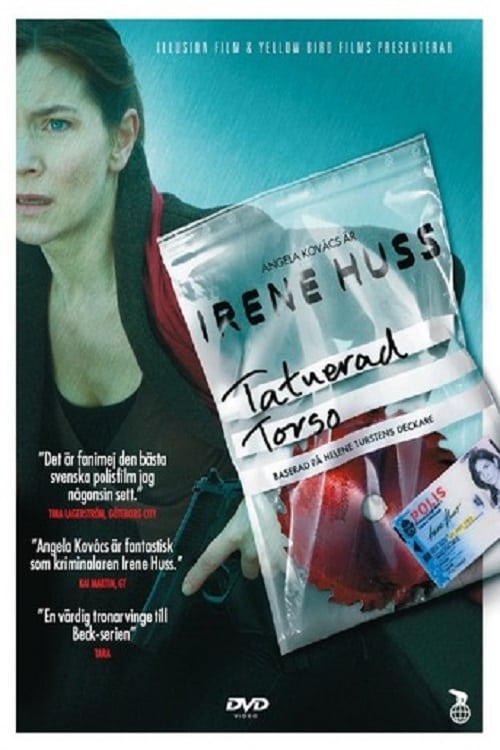 ILLUSION FILM & YELLOW BIRD FILMS PRESENTERAR
ANGELA KOVÁCS ÄR
IRENE HUSS
Tatuerad
Torso
BASERAD PÅ HELENE TURSTENS DECKARE
POLIS
"Det är fanimej den bästa
svenska polisfilm jag
någonsin sett."
TINA LAGERSTRÖM, GÖTEBORG CITY
"Angela Kovács är fantastisk
som kriminalaren Irene Huss."
KAI MARTIN, GT
"En värdig tronarvinge till
Beck-serien"
TARA
DVD
VIDEO